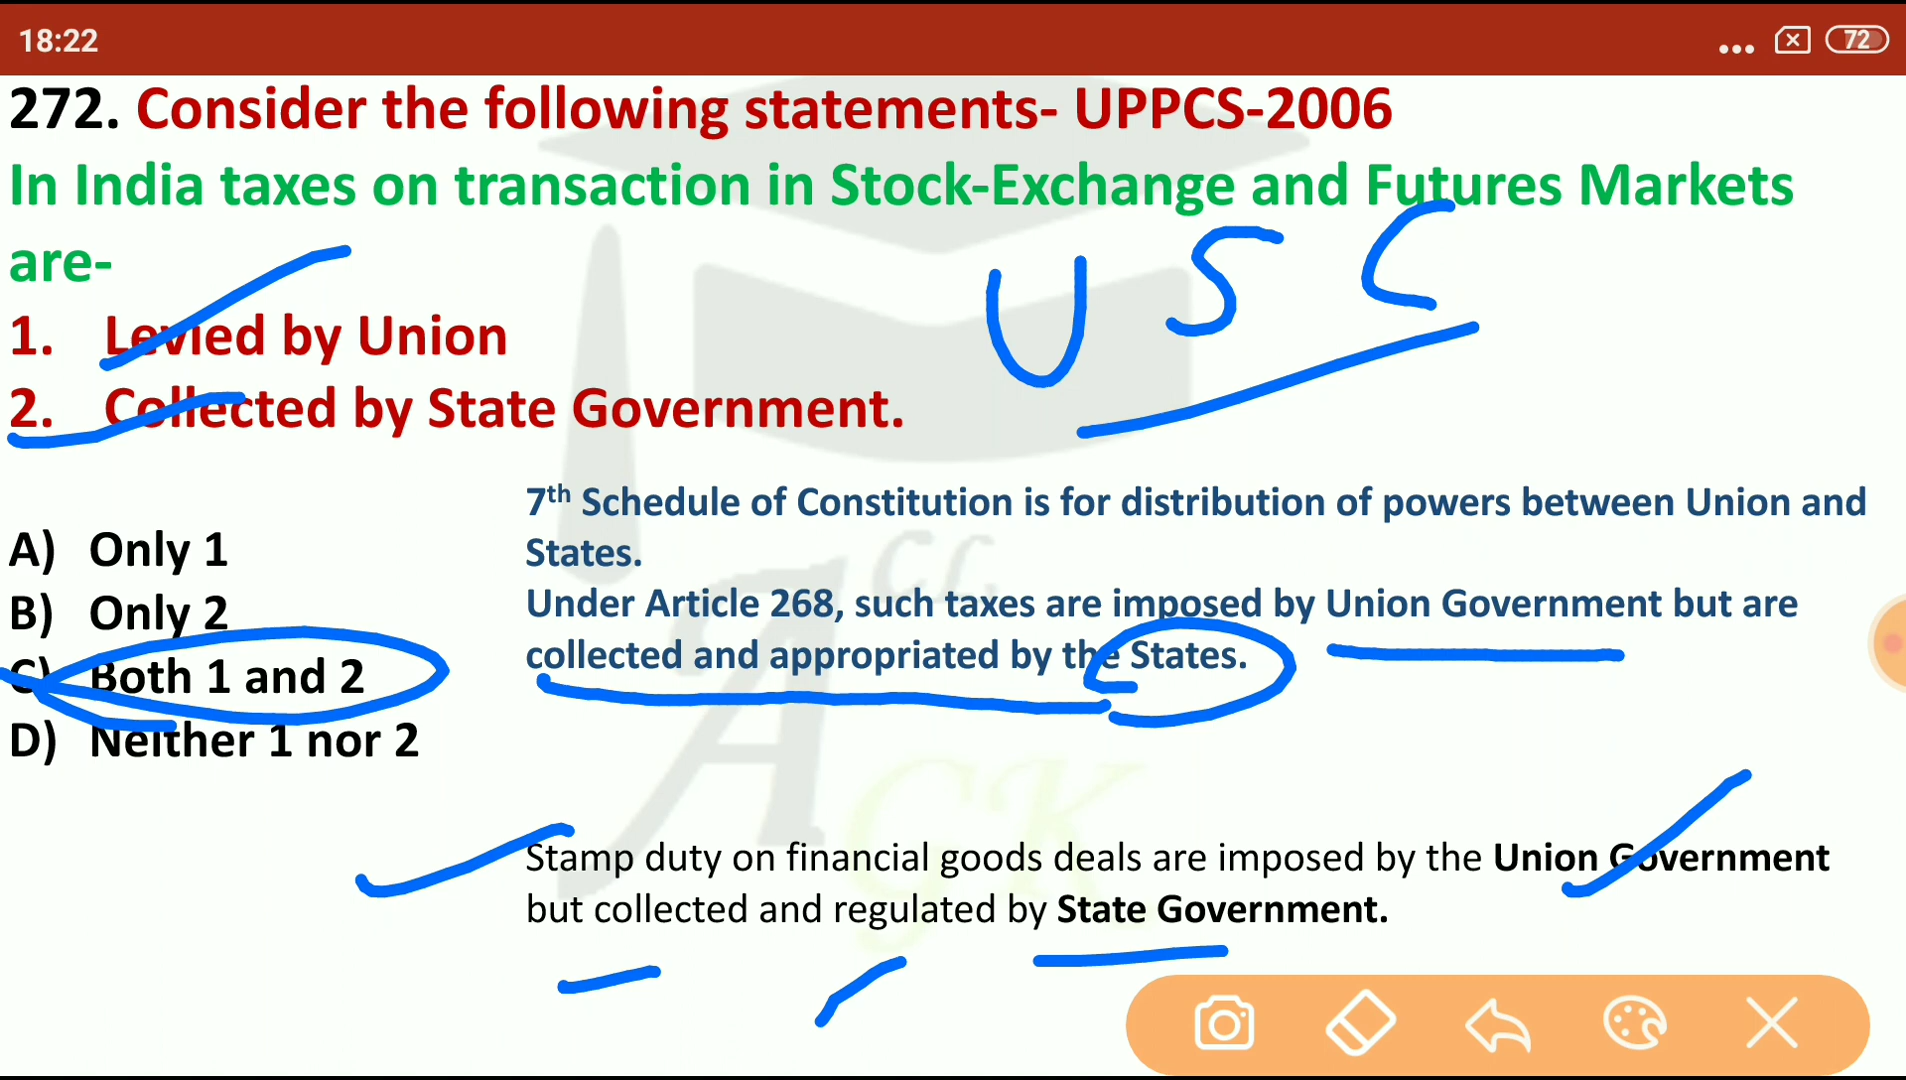 18:22
... 72
272. Consider the following statements- UPPCS-2006
In India taxes on transaction in Stock-Exchange and Futures Markets
are-
U S C
1. Levied by Union
2. Collected by State Government.
7th Schedule of Constitution is for distribution of powers between Union and
States.
Under Article 268, such taxes are imposed by Union Government but are
collected and appropriated by the States.
A) Only 1
B) Only 2
C) Both 1 and 2
D) Neither 1 nor 2
CC
A
GK
Stamp duty on financial goods deals are imposed by the Union Government
but collected and regulated by State Government.